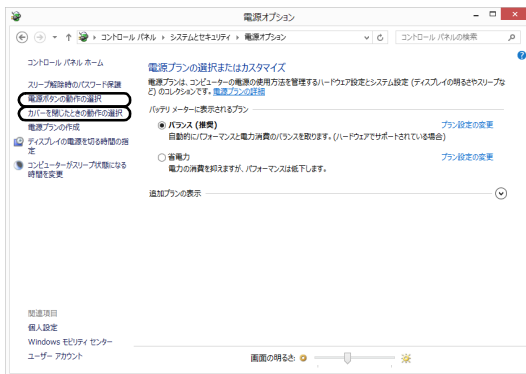 電源オプション
コントロール パネル ▸ システムとセキュリティ ▸ 電源オプション
コントロール パネルの検索
コントロール パネル ホーム
スリープ解除時のパスワード保護
電源ボタンの動作の選択
カバーを閉じたときの動作の選択
電源プランの作成
ディスプレイの電源を切る時間の指
定
コンピューターがスリープ状態になる
時間を変更
電源プランの選択またはカスタマイズ
電源プランは、コンピューターの電源の使用方法を管理するハードウェア設定とシステム設定 (ディスプレイの明るさやスリープな
ど) のコレクションです。電源プランの詳細
バッテリ メーターに表示されるプラン
バランス (推奨) プラン設定の変更
自動的にパフォーマンスと電力消費のバランスを取ります。(ハードウェアでサポートされている場合)
省電力 プラン設定の変更
電力の消費を抑えますが、パフォーマンスは低下します。
追加プランの表示
関連項目
個人設定
Windows モビリティ センター
ユーザー アカウント
画面の明るさ: